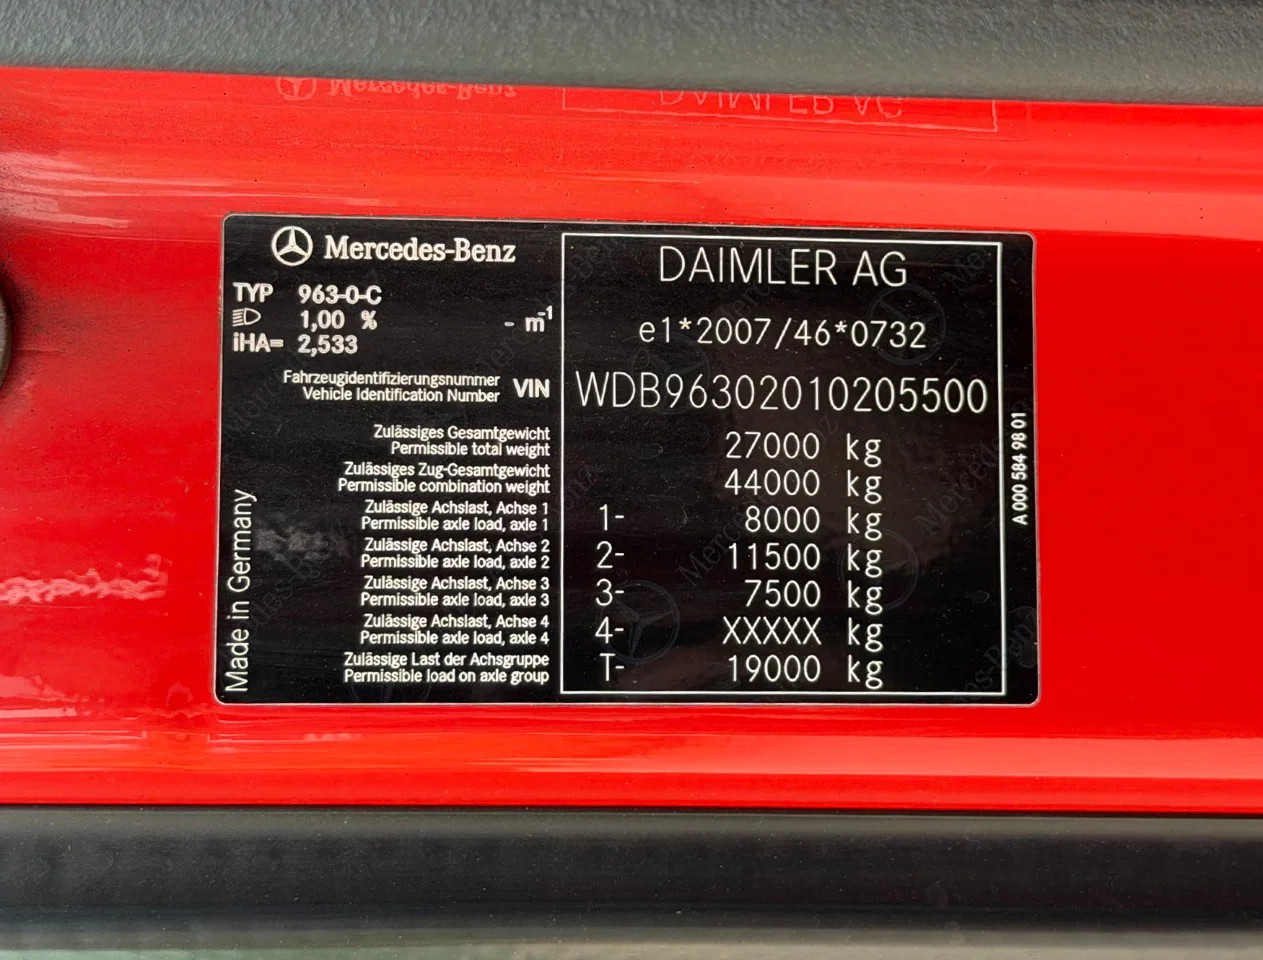 Mercedes-Benz
TYP 963-0-C
1,00 % - m-1
iHA= 2,533
DAIMLER AG
e1*2007/46*0732
Fahrzeugidentifizierungsnummer
Vehicle Identification Number
VIN WDB96302010205500
Zulässiges Gesamtgewicht
Permissible total weight
27000 kg
Zulässiges Zug-Gesamtgewicht
Permissible combination weight
44000 kg
Zulässige Achslast, Achse 1
Permissible axle load, axle 1
1- 8000 kg
Zulässige Achslast, Achse 2
Permissible axle load, axle 2
2- 11500 kg
Zulässige Achslast, Achse 3
Permissible axle load, axle 3
3- 7500 kg
Zulässige Achslast, Achse 4
Permissible axle load, axle 4
4- XXXXX kg
Zulässige Last der Achsgruppe
Permissible load on axle group
T- 19000 kg
Made in Germany
A 000 584 98 01